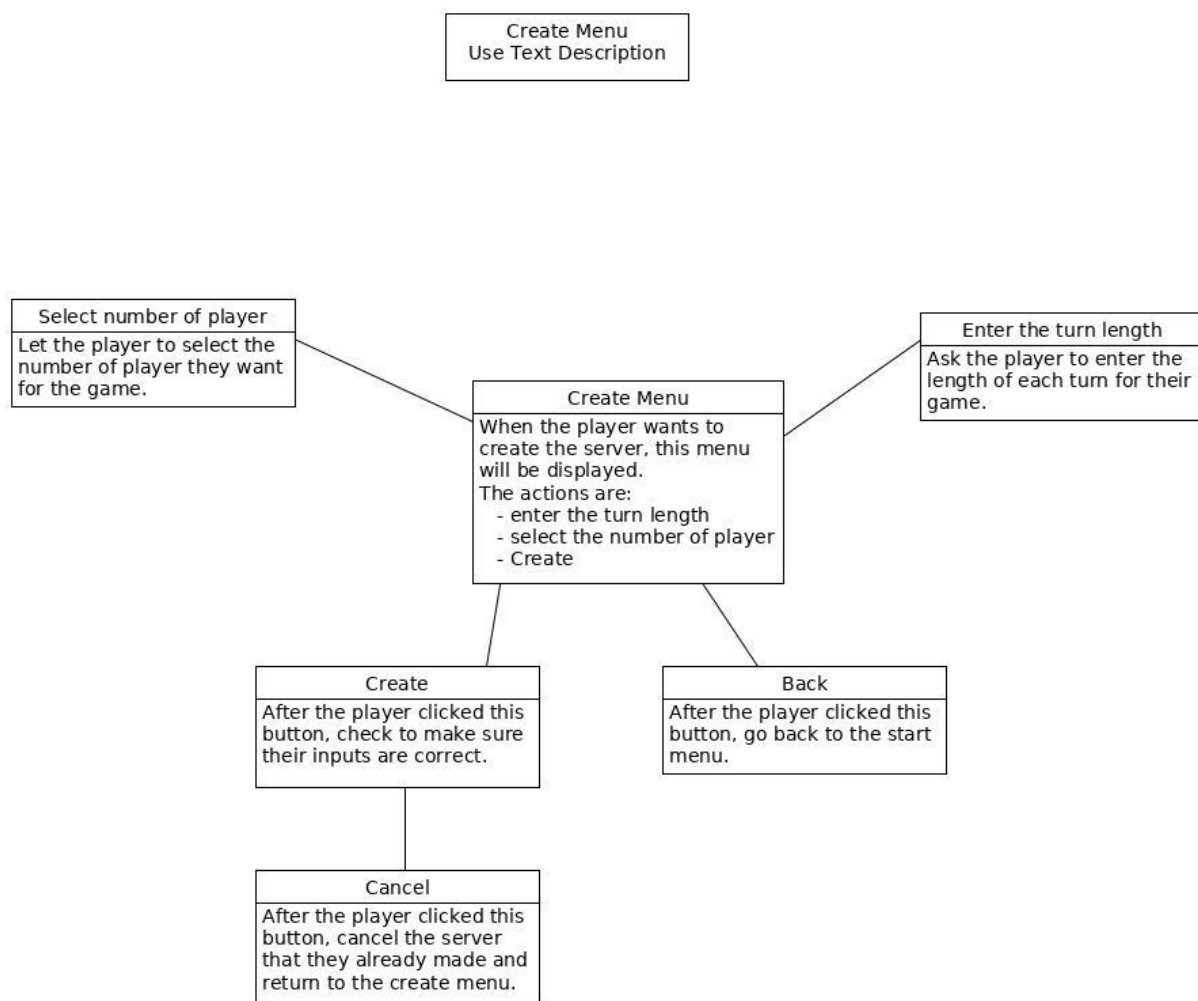 Create Menu
Use Text Description
Select number of player
Let the player to select the
number of player they want
for the game.
Enter the turn length
Ask the player to enter the
length of each turn for their
game.
Create Menu
When the player wants to
create the server, this menu
will be displayed.
The actions are:
- enter the turn length
- select the number of player
- Create
Create
After the player clicked this
button, check to make sure
their inputs are correct.
Back
After the player clicked this
button, go back to the start
menu.
Cancel
After the player clicked this
button, cancel the server
that they already made and
return to the create menu.